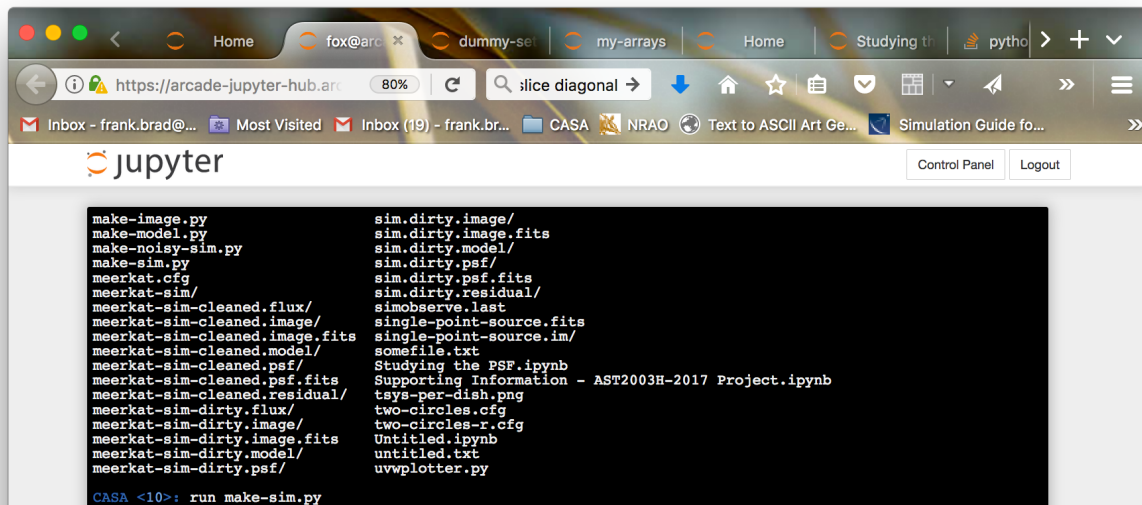 Home fox@arc dummy-set my-arrays Home Studying th pytho
https://arcade-jupyter-hub.arc 80% slice diagonal
Inbox - frank.brad@... Most Visited Inbox (19) - frank.br... CASA NRAO Text to ASCII Art Ge... Simulation Guide fo...
jupyter Control Panel Logout
make-image.py sim.dirty.image/
make-model.py sim.dirty.image.fits
make-noisy-sim.py sim.dirty.model/
make-sim.py sim.dirty.psf/
meerkat.cfg sim.dirty.psf.fits
meerkat-sim/ sim.dirty.residual/
meerkat-sim-cleaned.flux/ simobserve.last
meerkat-sim-cleaned.image/ single-point-source.fits
meerkat-sim-cleaned.image.fits single-point-source.im/
meerkat-sim-cleaned.model/ somefile.txt
meerkat-sim-cleaned.psf/ Studying the PSF.ipynb
meerkat-sim-cleaned.psf.fits Supporting Information - AST2003H-2017 Project.ipynb
meerkat-sim-cleaned.residual/ tsys-per-dish.png
meerkat-sim-dirty.flux/ two-circles.cfg
meerkat-sim-dirty.image/ two-circles-r.cfg
meerkat-sim-dirty.image.fits Untitled.ipynb
meerkat-sim-dirty.model/ untitled.txt
meerkat-sim-dirty.psf/ uvwplotter.py
CASA <10>: run make-sim.py